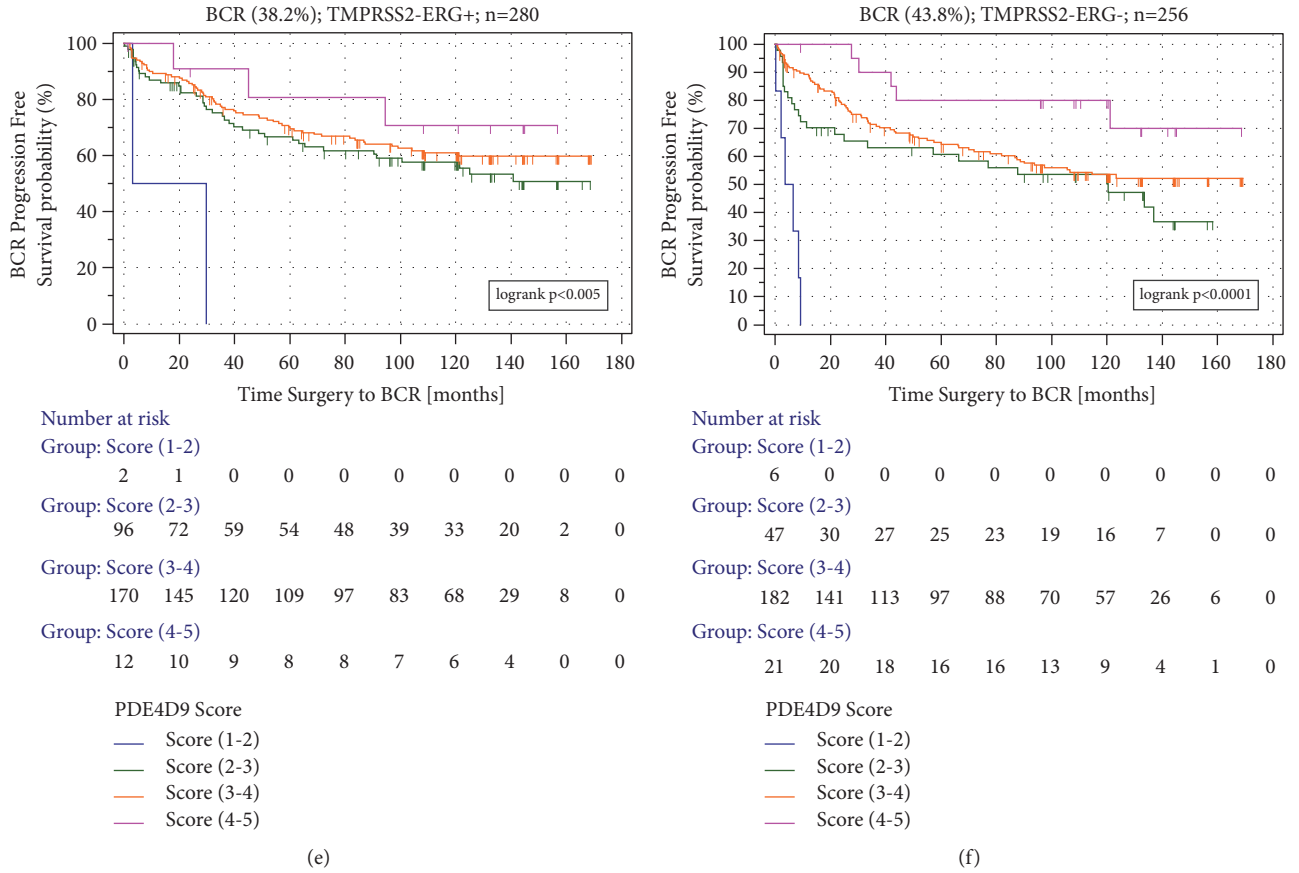 BCR (38.2%); TMPRSS2-ERG+; n=280
BCR Progression Free
Survival probability (%)
100
80
60
40
20
0
logrank p<0.005
0 20 40 60 80 100 120 140 160 180
Time Surgery to BCR [months]
Number at risk
Group: Score (1-2)
2 1 0 0 0 0 0 0 0 0
Group: Score (2-3)
96 72 59 54 48 39 33 20 2 0
Group: Score (3-4)
170 145 120 109 97 83 68 29 8 0
Group: Score (4-5)
12 10 9 8 8 7 6 4 0 0
PDE4D9 Score
Score (1-2)
Score (2-3)
Score (3-4)
Score (4-5)
(e)
BCR (43.8%); TMPRSS2-ERG-; n=256
BCR Progression Free
Survival probability (%)
100
90
80
70
60
50
40
30
20
10
0
logrank p<0.0001
0 20 40 60 80 100 120 140 160 180
Time Surgery to BCR [months]
Number at risk
Group: Score (1-2)
6 0 0 0 0 0 0 0 0 0
Group: Score (2-3)
47 30 27 25 23 19 16 7 0 0
Group: Score (3-4)
182 141 113 97 88 70 57 26 6 0
Group: Score (4-5)
21 20 18 16 16 13 9 4 1 0
PDE4D9 Score
Score (1-2)
Score (2-3)
Score (3-4)
Score (4-5)
(f)